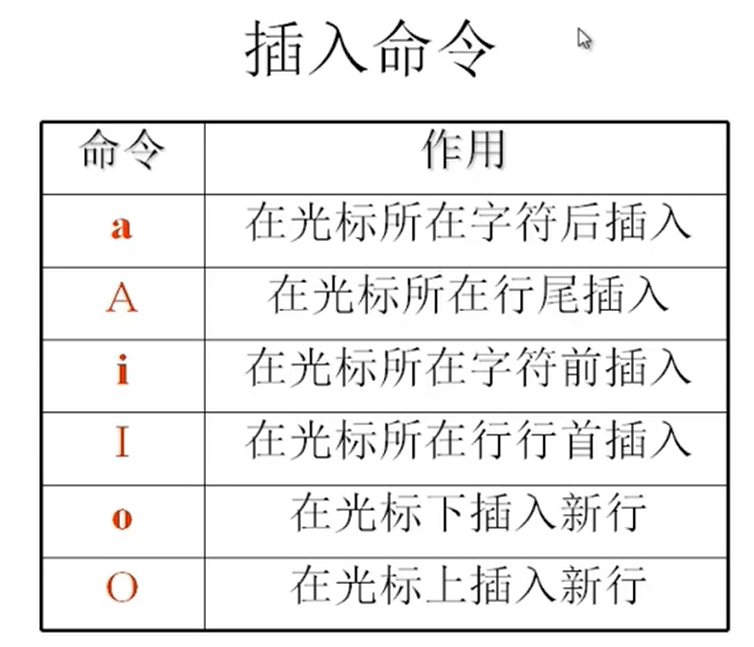 插入命令
命令 作用
a 在光标所在字符后插入
A 在光标所在行尾插入
i 在光标所在字符前插入
I 在光标所在行行首插入
o 在光标下插入新行
O 在光标上插入新行